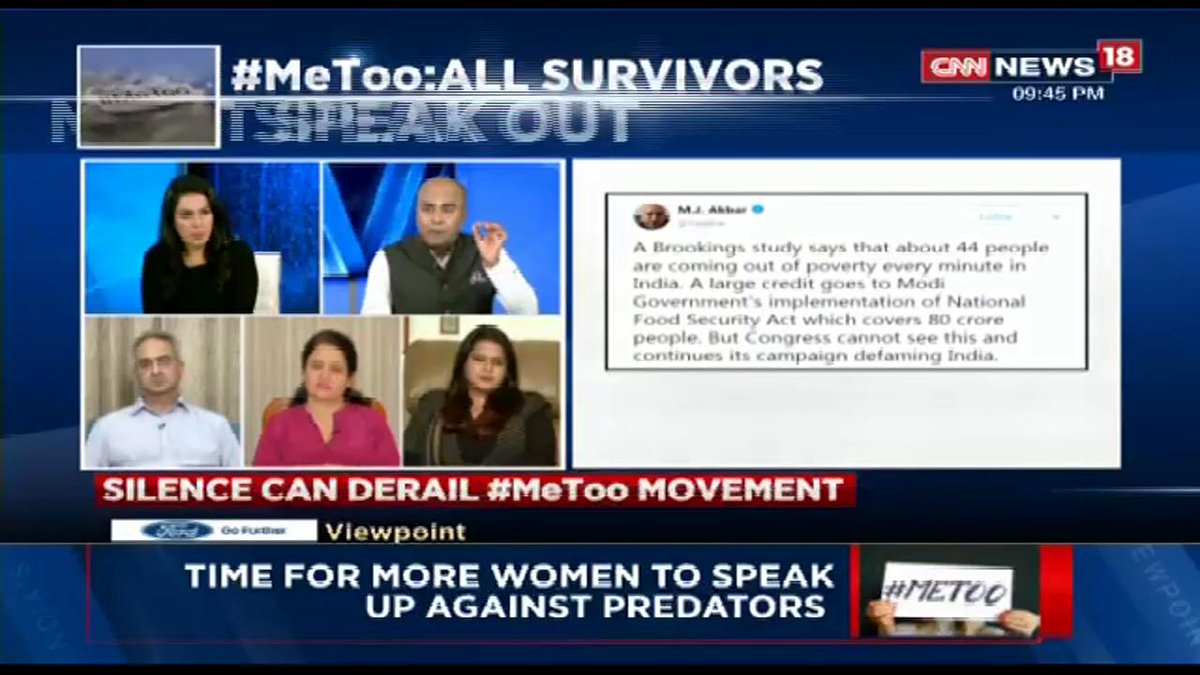 #MeToo:ALL SURVIVORS
SPEAK OUT
CNN NEWS 18
09:45 PM
#MeToo
M.J. Akbar
Follow
A Brookings study says that about 44 people
are coming out of poverty every minute in
India. A large credit goes to Modi
Government's implementation of National
Food Security Act which covers 80 crore
people. But Congress cannot see this and
continues its campaign defaming India.
SILENCE CAN DERAIL #MeToo MOVEMENT
Ford Go Further Viewpoint
TIME FOR MORE WOMEN TO SPEAK
UP AGAINST PREDATORS
#METOO